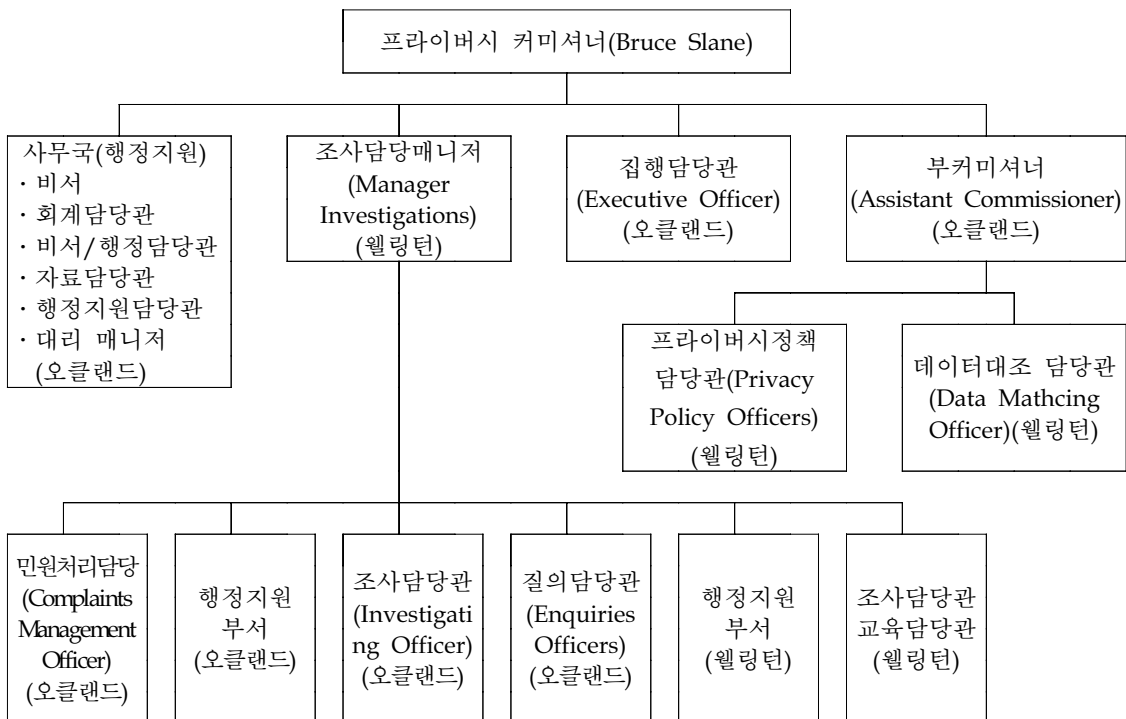 프라이버시 커미셔너(Bruce Slane)
사무국(행정지원)
· 비서
· 회계담당관
· 비서/행정담당관
· 자료담당관
· 행정지원담당관
· 대리 매니저
(오클랜드)
조사담당매니저
(Manager
Investigations)
(웰링턴)
집행담당관
(Executive Officer)
(오클랜드)
부커미셔너
(Assistant Commissioner)
(오클랜드)
프라이버시정책
담당관(Privacy
Policy Officers)
(웰링턴)
데이터대조 담당관
(Data Mathcing
Officer)(웰링턴)
민원처리담당
(Complaints
Management
Officer)
(오클랜드)
행정지원
부서
(오클랜드)
조사담당관
(Investigati
ng Officer)
(오클랜드)
질의담당관
(Enquiries
Officers)
(오클랜드)
행정지원
부서
(웰링턴)
조사담당관
교육담당관
(웰링턴)